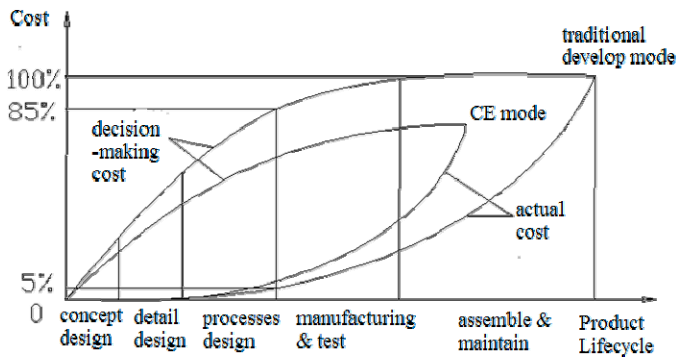 Cost
traditional
develop mode
100%
85%
decision
-making
cost
CE mode
actual
cost
5%
0
concept
design
detail
design
processes
design
manufacturing
& test
assemble &
maintain
Product
Lifecycle